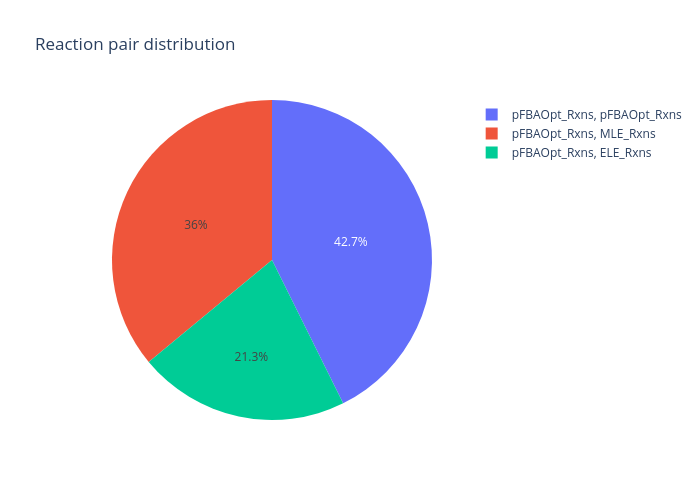 Reaction pair distribution
pFBAOpt_Rxns, pFBAOpt_Rxns
pFBAOpt_Rxns, MLE_Rxns
pFBAOpt_Rxns, ELE_Rxns
36%
42.7%
21.3%